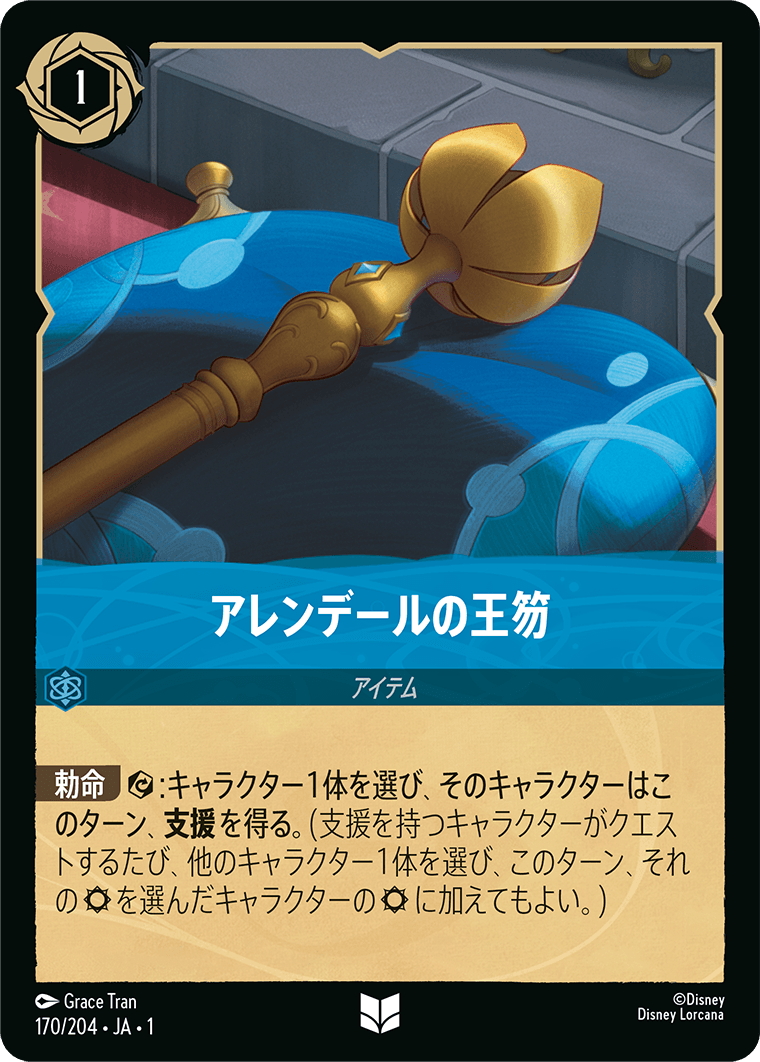 1
アレンデールの王笏
アイテム
勅命 :キャラクター1体を選び、そのキャラクターはこ
のターン、支援を得る。(支援を持つキャラクターがクエス
トするたび、他のキャラクター1体を選び、このターン、それ
の を選んだキャラクターの に加えてもよい。)
Grace Tran
©Disney
170/204・JA・1
Disney Lorcana